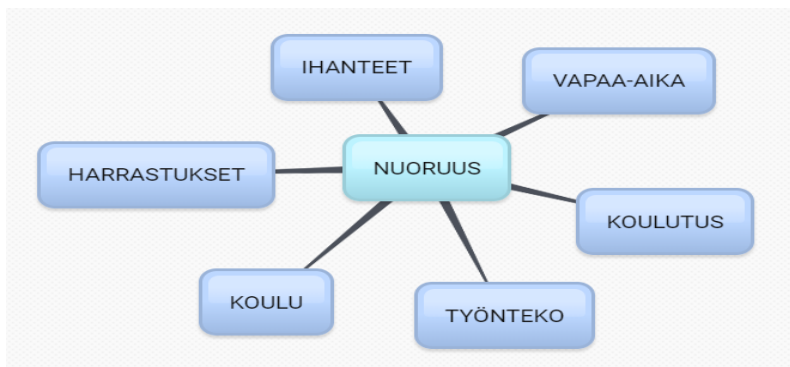 IHANTEET
VAPAA-AIKA
HARRASTUKSET
NUORUUS
KOULUTUS
KOULU
TYÖNTEKO